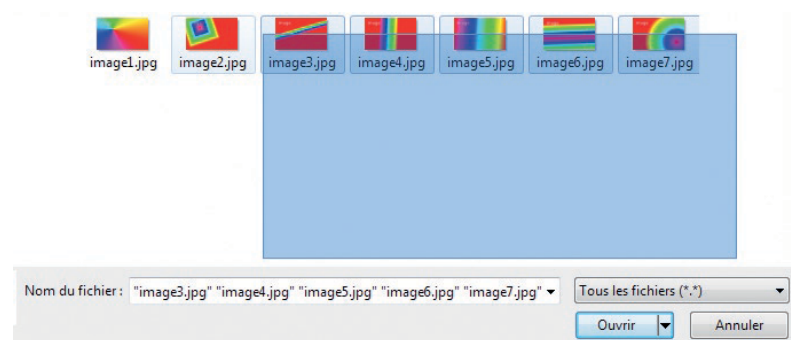 image1.jpg image2.jpg image3.jpg image4.jpg image5.jpg image6.jpg image7.jpg
Nom du fichier : "image3.jpg" "image4.jpg" "image5.jpg" "image6.jpg" "image7.jpg"
Tous les fichiers (*.*)
Ouvrir
Annuler